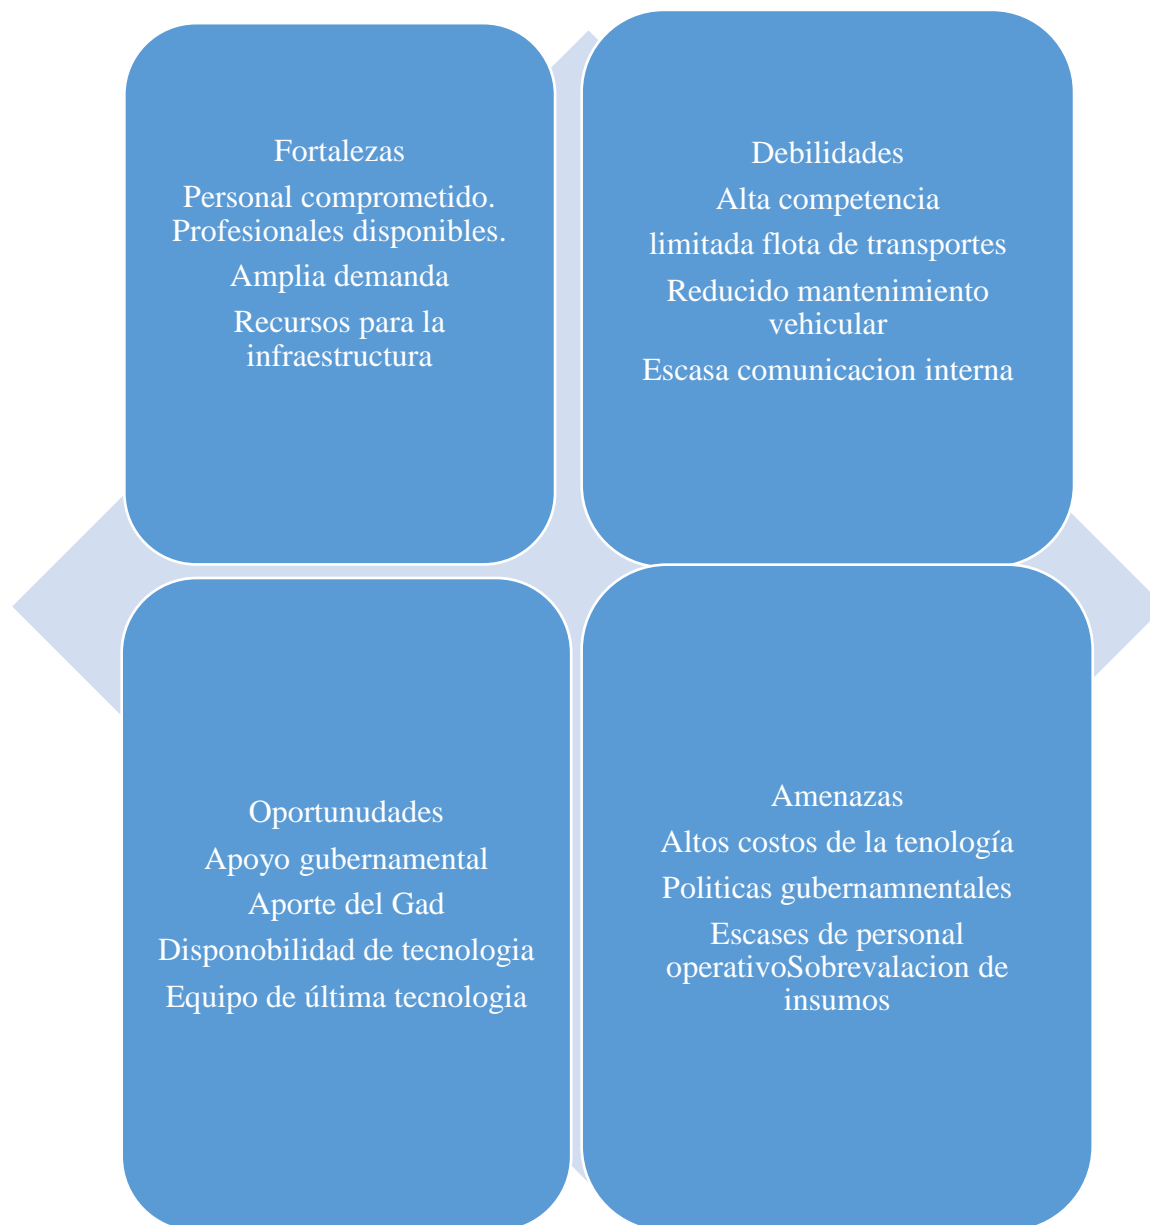 Fortalezas
Personal comprometido.
Profesionales disponibles.
Amplia demanda
Recursos para la
infraestructura
Debilidades
Alta competencia
limitada flota de transportes
Reducido mantenimiento
vehicular
Escasa comunicacion interna
Oportunudades
Apoyo gubernamental
Aporte del Gad
Disponobilidad de tecnologia
Equipo de última tecnologia
Amenazas
Altos costos de la tenología
Politicas gubernamnentales
Escases de personal
operativoSobrevalacion de
insumos